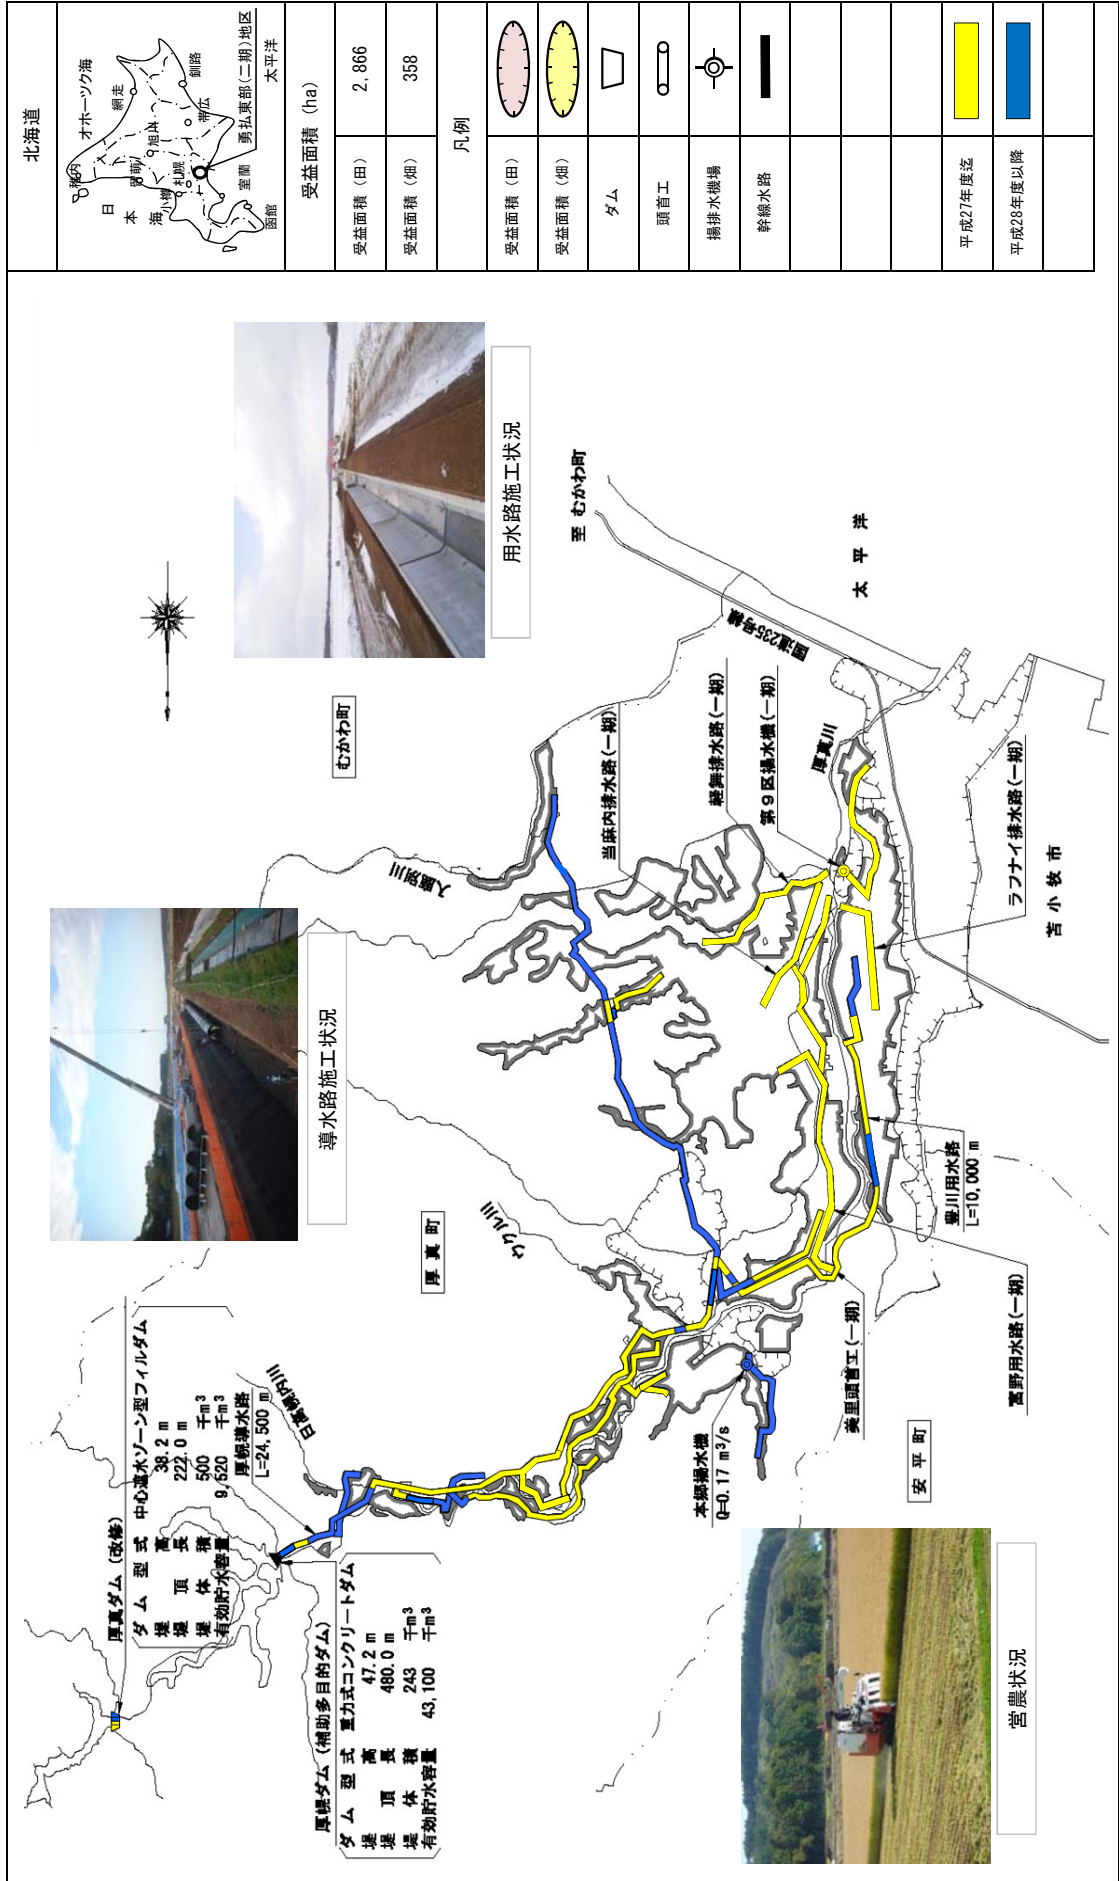 北海道
オホーツク海
稚内
網走
旭川
留萌
釧路
帯広
札幌
小樽
日本海
室蘭
函館
太平洋
勇払東部(二期)地区
受益面積 (ha)
受益面積 (田) 2,866
受益面積 (畑) 358
凡例
受益面積 (田)
受益面積 (畑)
ダム
頭首工
揚排水機場
幹線水路
平成27年度迄
平成28年度以降
用水路施工状況
導水路施工状況
営農状況
至 むかわ町
太平洋
国道235号線
むかわ町
入鹿別川
当麻内排水路(一期)
軽舞排水路(一期)
第9区揚水機(一期)
厚真川
ラフナイ排水路(一期)
苫小牧市
厚真町
ウクル川
豊川用水路
L=10,000 m
富野用水路(一期)
美里頭首工(一期)
安平町
本郷揚水機
Q=0.17 m³/s
日高幌内川
厚幌導水路
L=24,500 m
厚真ダム(改修)
ダム型式 中心遮水ゾーン型フィルダム
堤高 38.2 m
堤頂長 222.0 m
堤体積 500 千m³
有効貯水容量 9,520 千m³
厚幌ダム(補助多目的ダム)
ダム型式 重力式コンクリートダム
堤高 47.2 m
堤頂長 480.0 m
堤体積 243 千m³
有効貯水容量 43,100 千m³